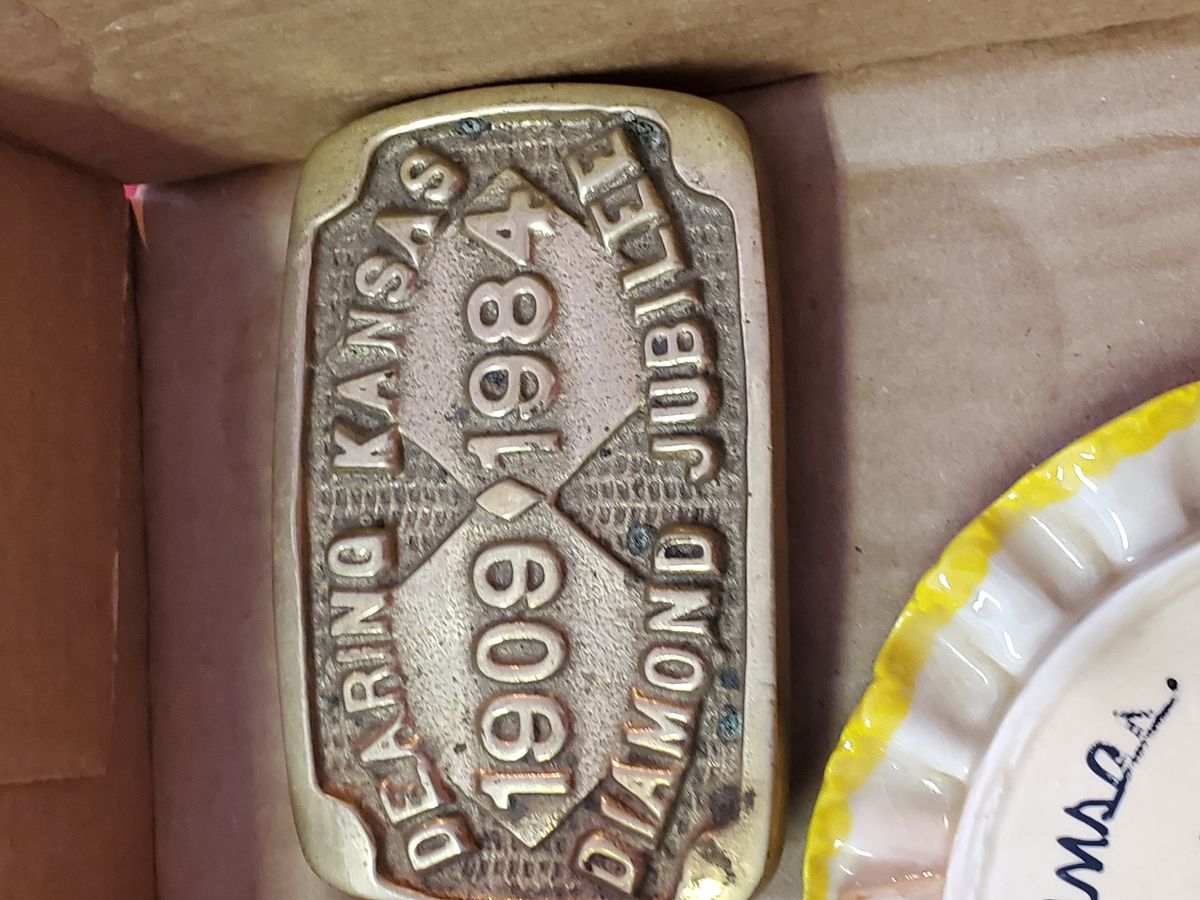 DEARING KANSAS
1909 1984
DIAMOND JUBILEE